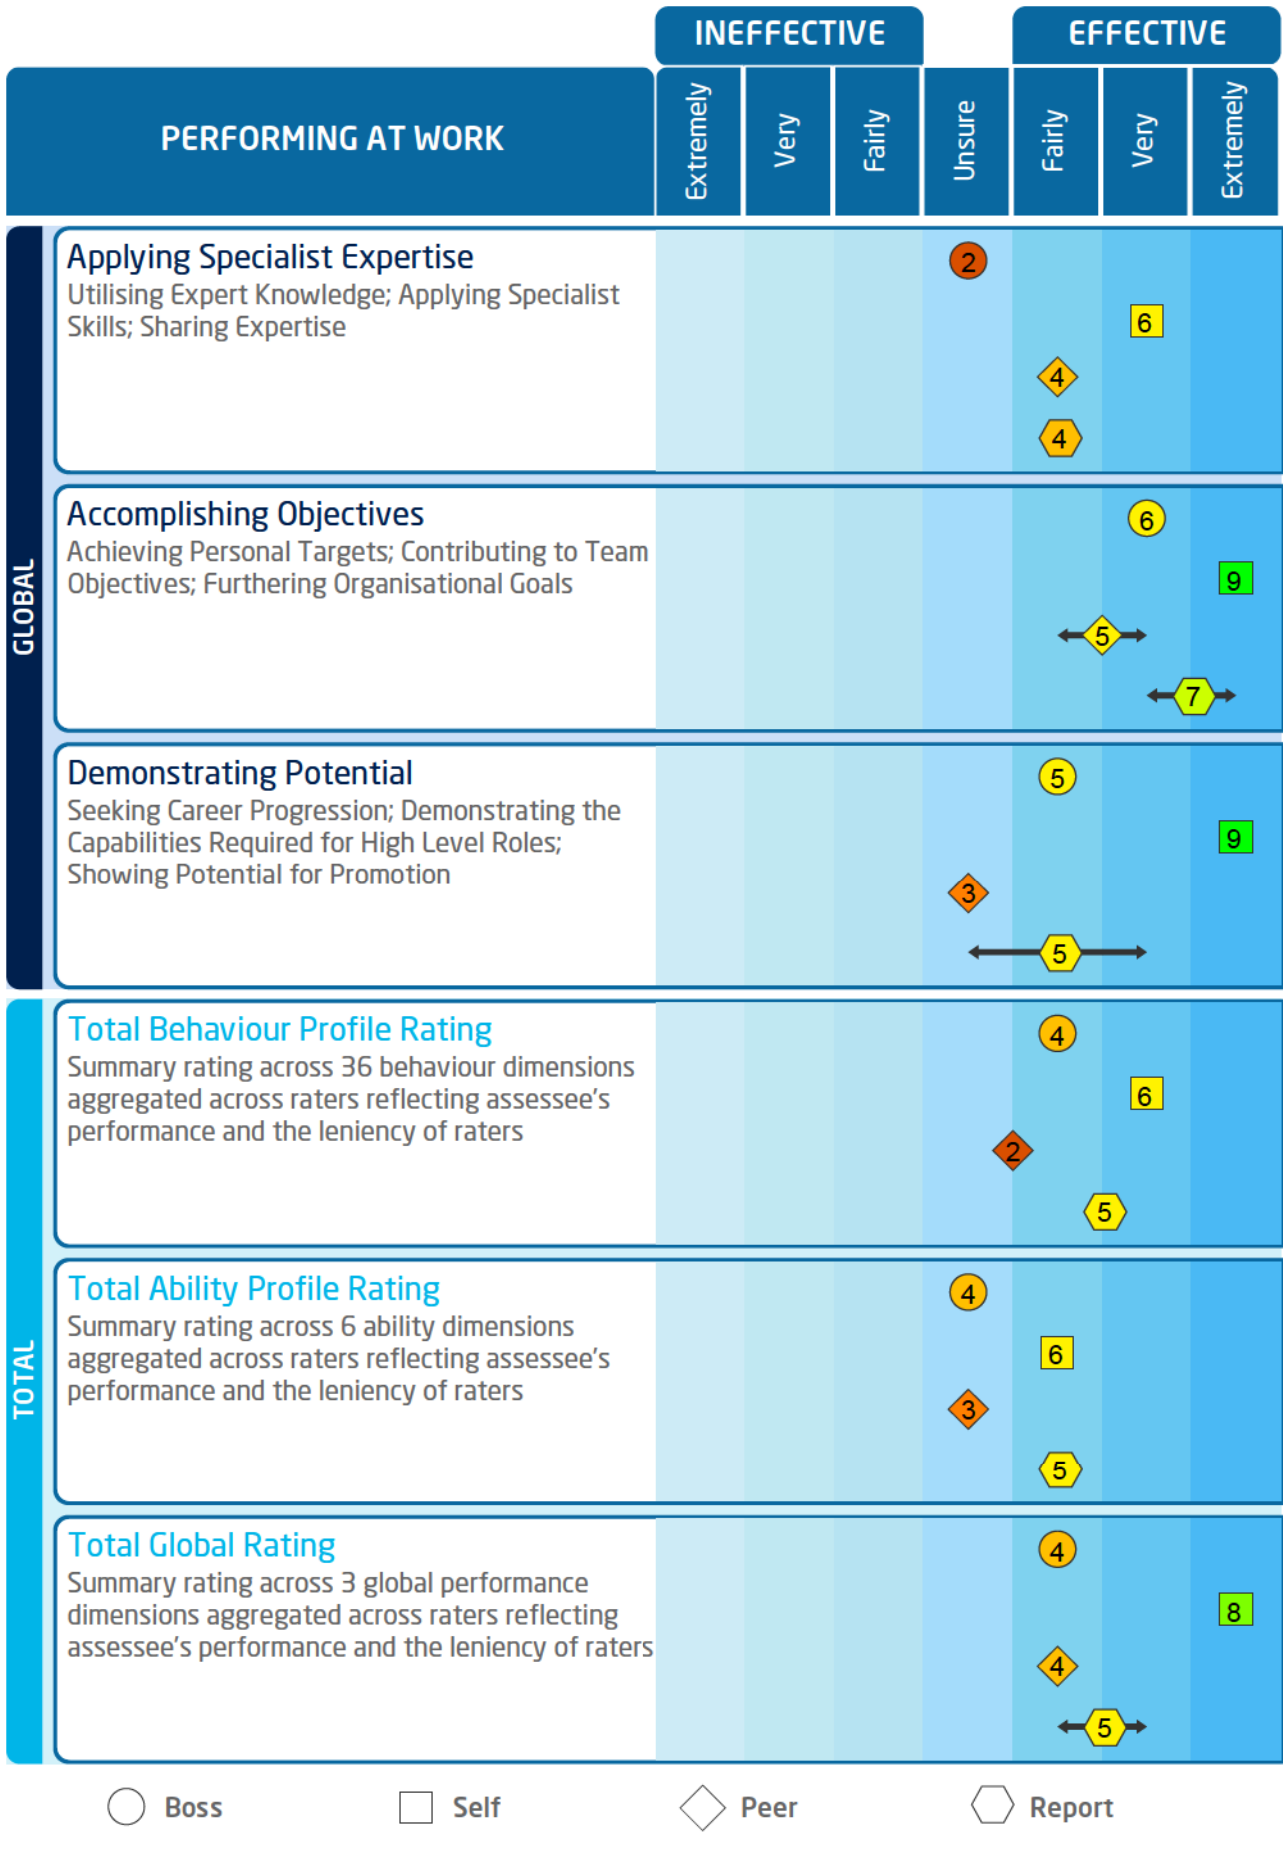 INEFFECTIVE
EFFECTIVE
PERFORMING AT WORK
Extremely
Very
Fairly
Unsure
Fairly
Very
Extremely
GLOBAL
Applying Specialist Expertise
Utilising Expert Knowledge; Applying Specialist
Skills; Sharing Expertise
2
6
4
4
Accomplishing Objectives
Achieving Personal Targets; Contributing to Team
Objectives; Furthering Organisational Goals
6
9
5
7
Demonstrating Potential
Seeking Career Progression; Demonstrating the
Capabilities Required for High Level Roles;
Showing Potential for Promotion
5
9
3
5
TOTAL
Total Behaviour Profile Rating
Summary rating across 36 behaviour dimensions
aggregated across raters reflecting assessee's
performance and the leniency of raters
4
6
2
5
Total Ability Profile Rating
Summary rating across 6 ability dimensions
aggregated across raters reflecting assessee's
performance and the leniency of raters
4
6
3
5
Total Global Rating
Summary rating across 3 global performance
dimensions aggregated across raters reflecting
assessee's performance and the leniency of raters
4
8
4
5
Boss
Self
Peer
Report